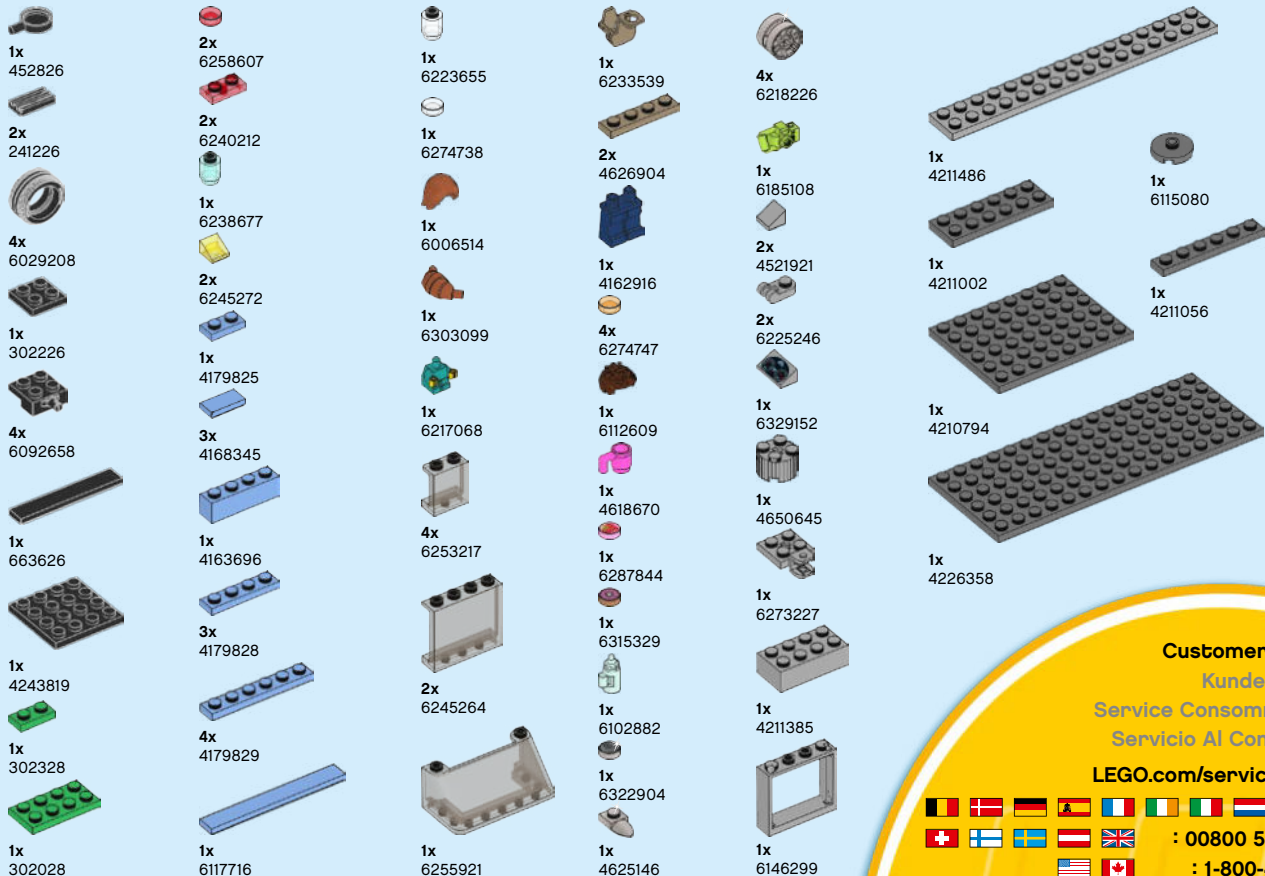 1x
452826
2x
241226
4x
6029208
1x
302226
4x
6092658
1x
663626
1x
4243819
1x
302328
1x
302028
2x
6258607
2x
6240212
1x
6238677
2x
6245272
1x
4179825
3x
4168345
1x
4163696
3x
4179828
4x
4179829
1x
6117716
1x
6223655
1x
6274738
1x
6006514
1x
6303099
1x
6217068
4x
6253217
2x
6245264
1x
6255921
1x
6233539
2x
4626904
1x
4162916
4x
6274747
1x
6112609
1x
4618670
1x
6287844
1x
6315329
1x
6102882
1x
6322904
1x
4625146
4x
6218226
1x
6185108
2x
4521921
2x
6225246
1x
6329152
1x
4650645
1x
6273227
1x
4211385
1x
6146299
1x
4211486
1x
4211002
1x
4210794
1x
4226358
1x
6115080
1x
4211056
Customer
Kunde
Service Consom
Servicio Al Con
LEGO.com/servic
: 00800 5
: 1-800-